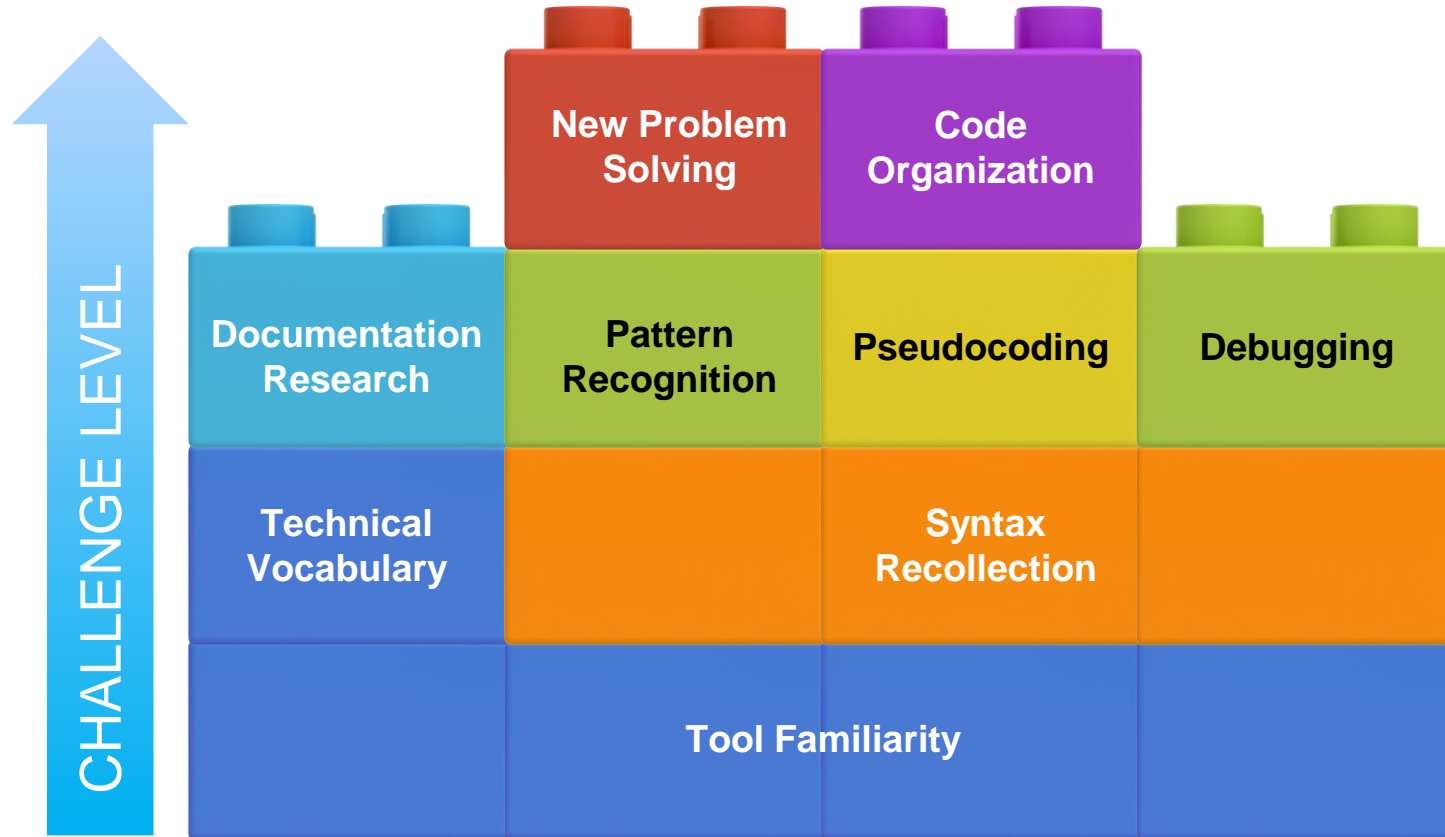 New Problem
Solving
Code
Organization
Documentation
Research
Pattern
Recognition
Pseudocoding
Debugging
Technical
Vocabulary
Syntax
Recollection
Tool Familiarity
CHALLENGE LEVEL